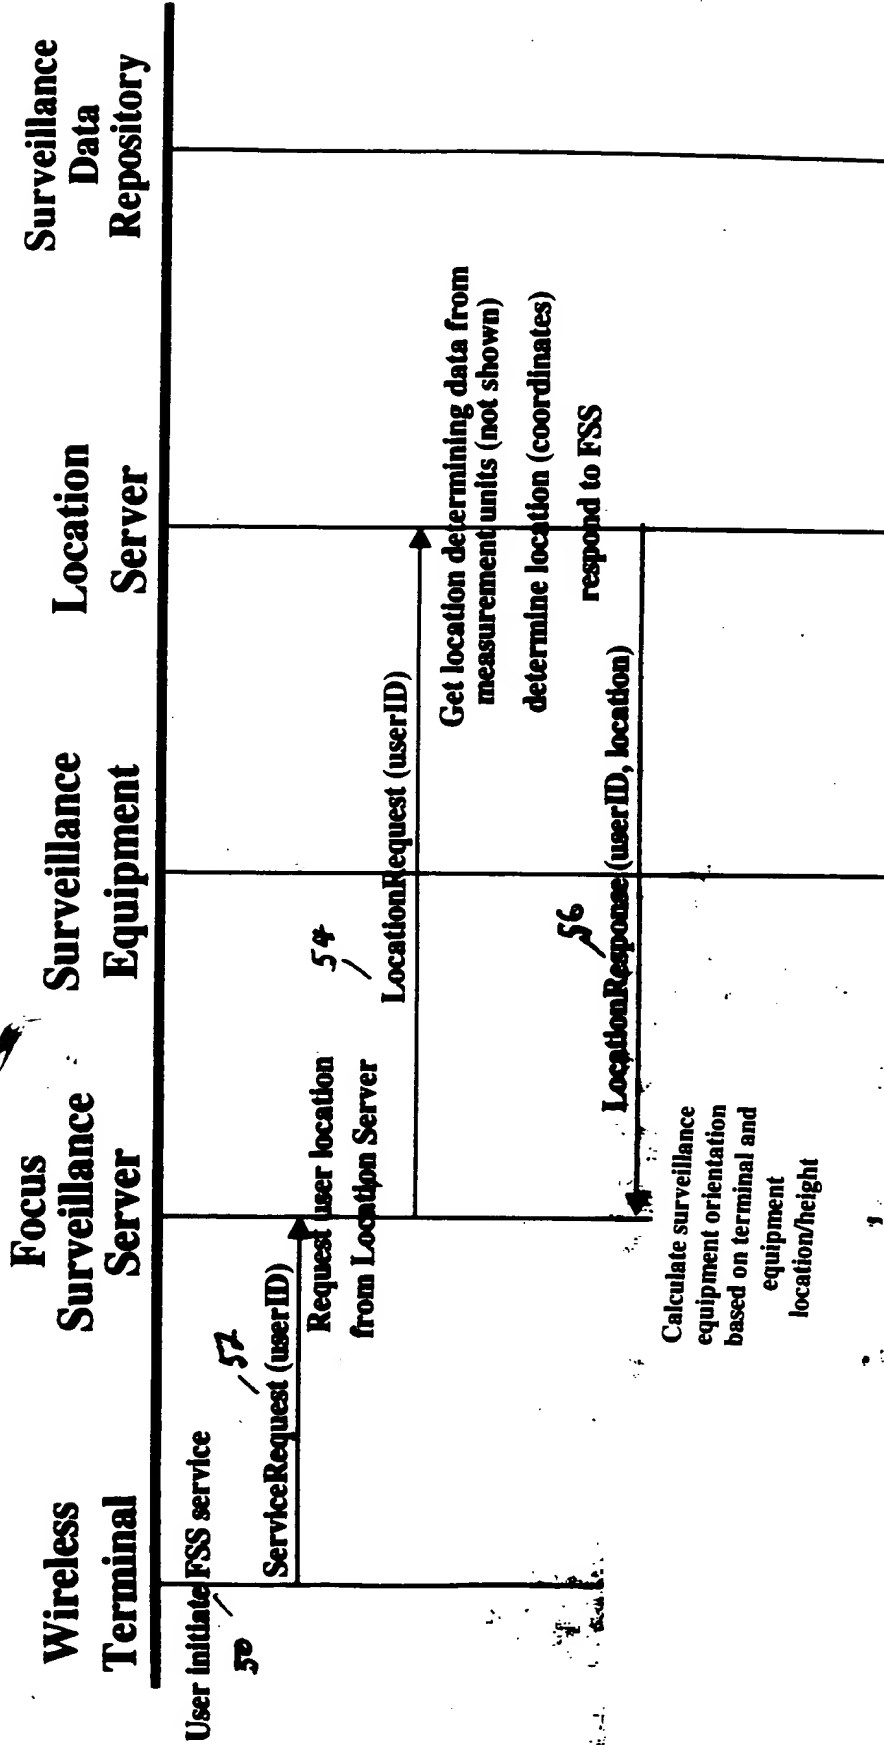 Wireless
Terminal
Focus
Surveillance
Server
Surveillance
Equipment
Location
Server
Surveillance
Data
Repository
User initiate FSS service
50
52
ServiceRequest (userID)
Request user location
from Location Server
54
LocationRequest (userID)
Get location determining data from
measurement units (not shown)
determine location (coordinates)
respond to FSS
56
LocationResponse (userID, location)
Calculate surveillance
equipment orientation
based on terminal and
equipment
location/height